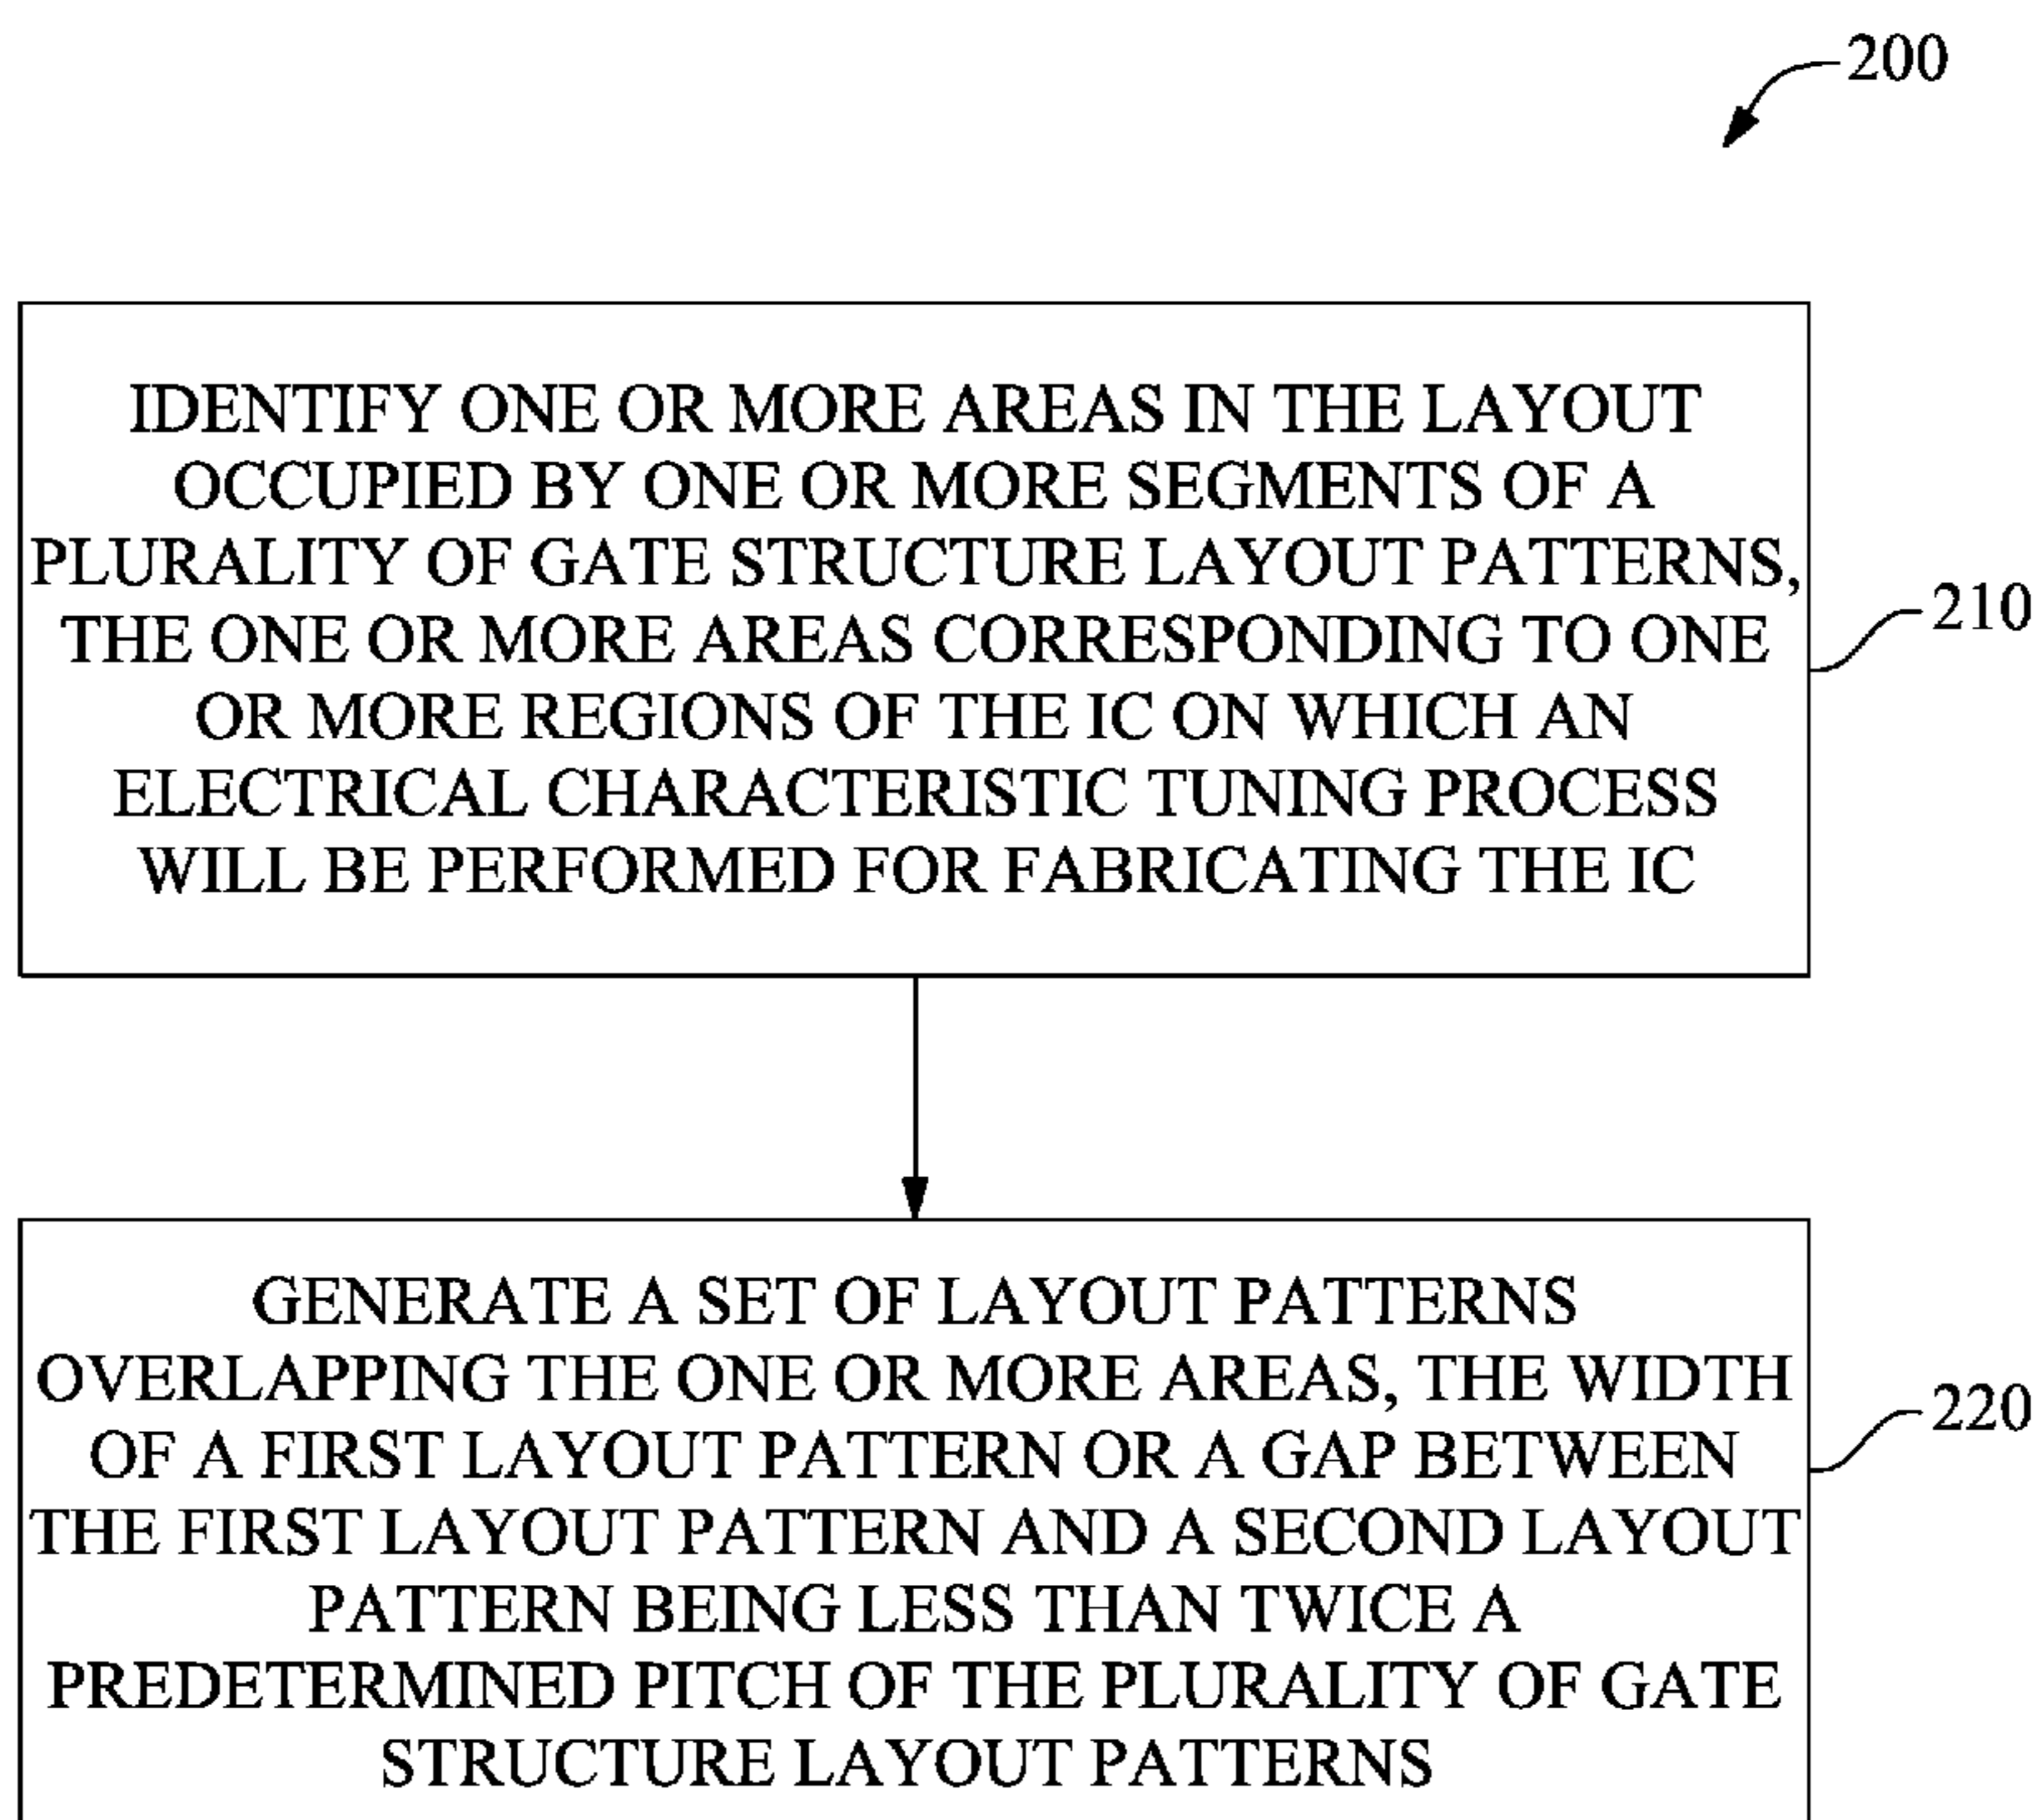 200
IDENTIFY ONE OR MORE AREAS IN THE LAYOUT
OCCUPIED BY ONE OR MORE SEGMENTS OF A
PLURALITY OF GATE STRUCTURE LAYOUT PATTERNS,
THE ONE OR MORE AREAS CORRESPONDING TO ONE
OR MORE REGIONS OF THE IC ON WHICH AN
ELECTRICAL CHARACTERISTIC TUNING PROCESS
WILL BE PERFORMED FOR FABRICATING THE IC
210
GENERATE A SET OF LAYOUT PATTERNS
OVERLAPPING THE ONE OR MORE AREAS, THE WIDTH
OF A FIRST LAYOUT PATTERN OR A GAP BETWEEN
THE FIRST LAYOUT PATTERN AND A SECOND LAYOUT
PATTERN BEING LESS THAN TWICE A
PREDETERMINED PITCH OF THE PLURALITY OF GATE
STRUCTURE LAYOUT PATTERNS
220